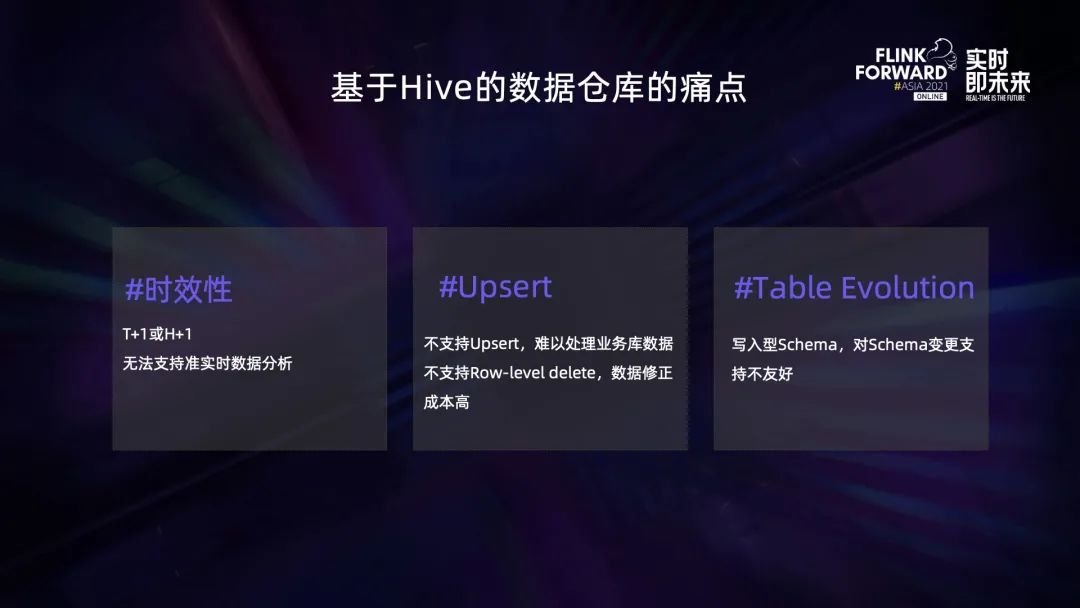 基于Hive的数据仓库的痛点
FLINK
FORWARD
#ASIA 2021
ONLINE
实时
即未来
REAL-TIME IS THE FUTURE
#时效性
T+1或H+1
无法支持准实时数据分析
#Upsert
不支持Upsert，难以处理业务库数据
不支持Row-level delete，数据修正
成本高
#Table Evolution
写入型Schema，对Schema变更支
持不友好